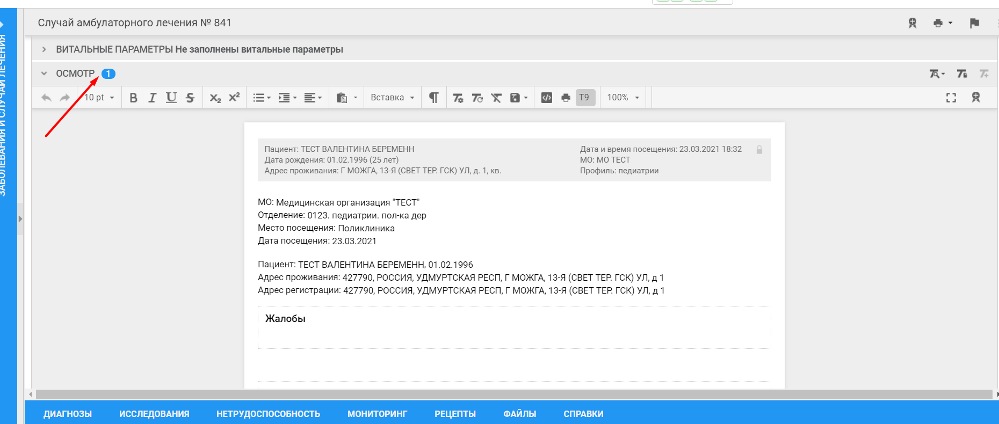 Случай амбулаторного лечения № 841
ЗАБОЛЕВАНИЯ И СЛУЧАИ ЛЕЧЕНИЯ
ВИТАЛЬНЫЕ ПАРАМЕТРЫ Не заполнены витальные параметры
ОСМОТР 1
10 pt B I U S X2 X2 Вставка T9 100%
Пациент: ТЕСТ ВАЛЕНТИНА БЕРЕМЕНН
Дата рождения: 01.02.1996 (25 лет)
Адрес проживания: Г МОЖГА, 13-Я (СВЕТ ТЕР. ГСК) УЛ, д. 1, кв.
Дата и время посещения: 23.03.2021 18:32
МО: МО ТЕСТ
Профиль: педиатрии
МО: Медицинская организация "ТЕСТ"
Отделение: 0123. педиатрии. пол-ка дер
Место посещения: Поликлиника
Дата посещения: 23.03.2021
Пациент: ТЕСТ ВАЛЕНТИНА БЕРЕМЕНН, 01.02.1996
Адрес проживания: 427790, РОССИЯ, УДМУРТСКАЯ РЕСП, Г МОЖГА, 13-Я (СВЕТ ТЕР. ГСК) УЛ, д 1
Адрес регистрации: 427790, РОССИЯ, УДМУРТСКАЯ РЕСП, Г МОЖГА, 13-Я (СВЕТ ТЕР. ГСК) УЛ, д 1
Жалобы
ДИАГНОЗЫ ИССЛЕДОВАНИЯ НЕТРУДОСПОСОБНОСТЬ МОНИТОРИНГ РЕЦЕПТЫ ФАЙЛЫ СПРАВКИ